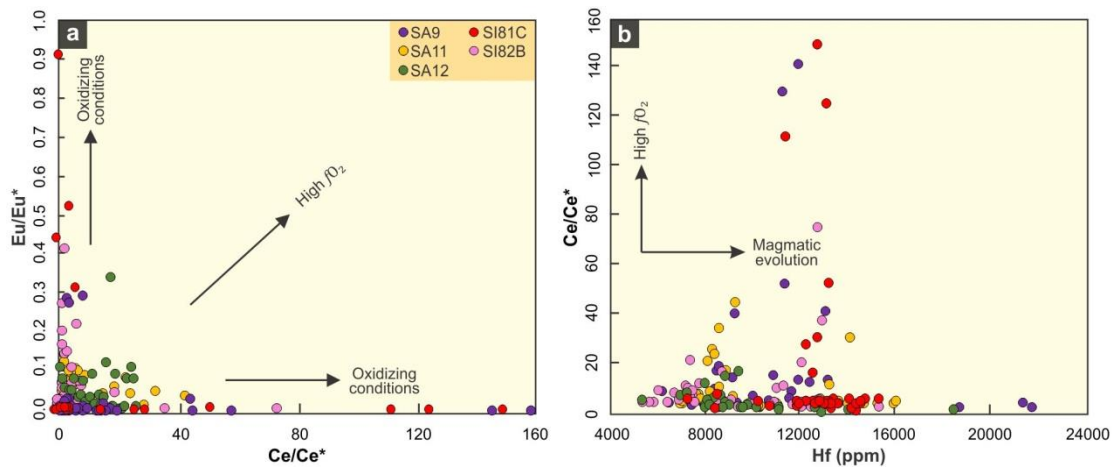 a
SA9
SI81C
SA11
SI82B
SA12
Oxidizing
conditions
High fO2
Oxidizing
conditions
1.0
0.9
0.8
0.7
0.6
0.5
0.4
0.3
0.2
0.1
0.0
Eu/Eu*
0
40
80
120
160
Ce/Ce*
b
High fO2
Magmatic
evolution
160
140
120
100
80
60
40
20
0
Ce/Ce*
4000
8000
12000
16000
20000
24000
Hf (ppm)